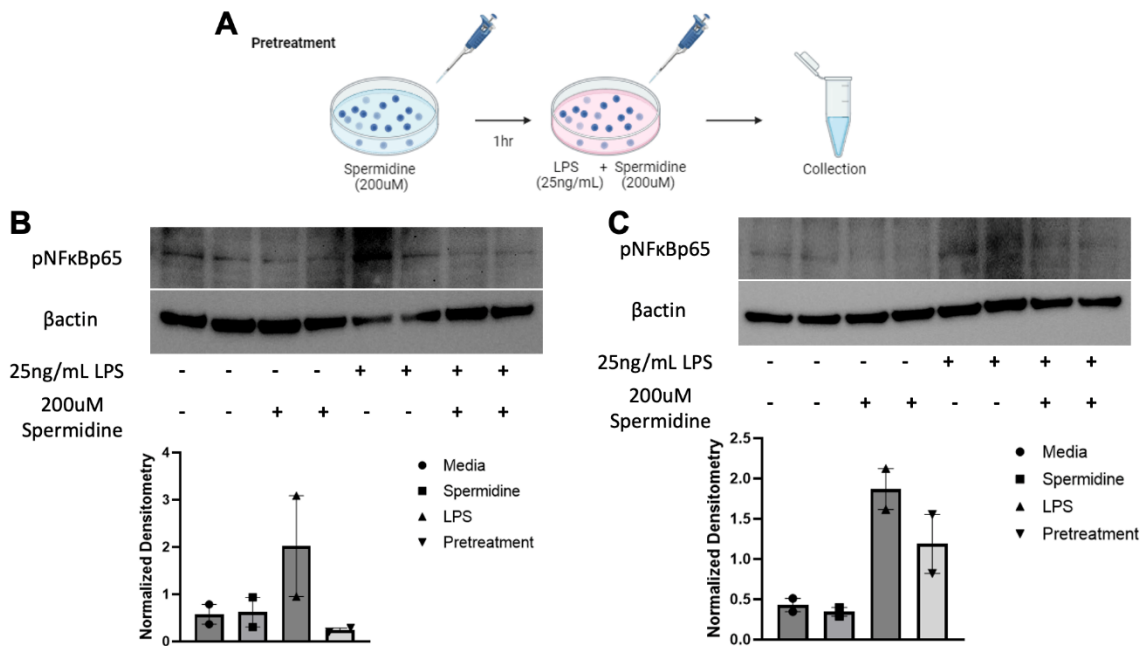 A
Pretreatment
1hr
Spermidine
(200uM)
LPS + Spermidine
(25ng/mL) (200uM)
Collection
B
pNFκBp65
βactin
25ng/mL LPS - - - - + + + +
200uM
Spermidine
- - + + - - + +
Normalized Densitometry
4
3
2
1
0
Media
Spermidine
LPS
Pretreatment
C
pNFκBp65
βactin
25ng/mL LPS - - - - + + + +
200uM
Spermidine
- - + + - - + +
Normalized Densitometry
2.5
2.0
1.5
1.0
0.5
0.0
Media
Spermidine
LPS
Pretreatment